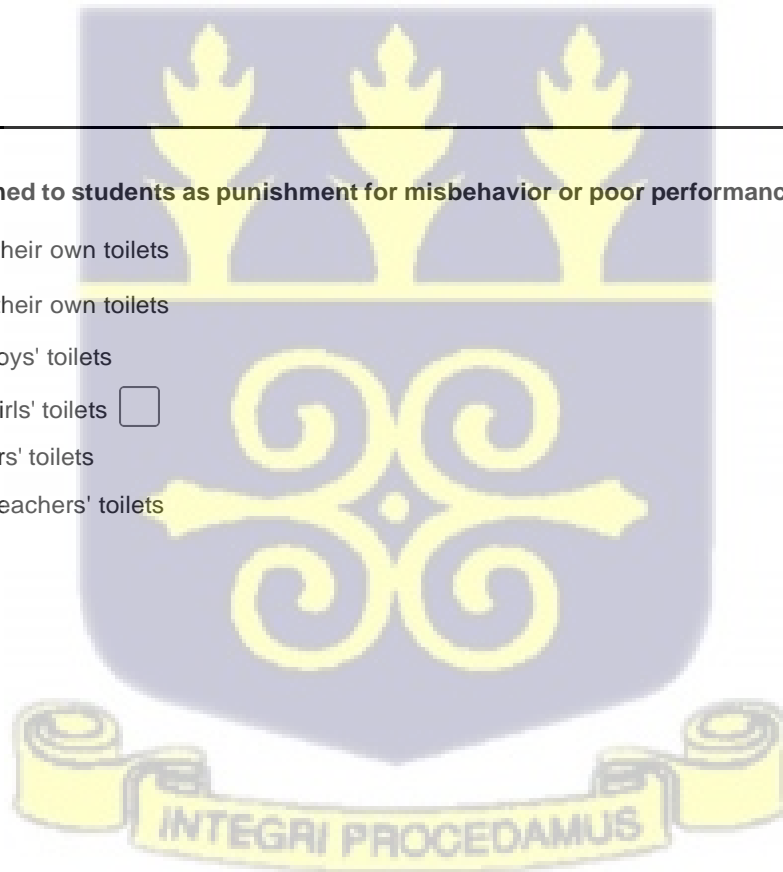 ned to students as punishment for misbehavior or poor performanc
heir own toilets
heir own toilets
oys' toilets
irls' toilets
rs' toilets
eachers' toilets
INTEGRI PROCEDAMUS